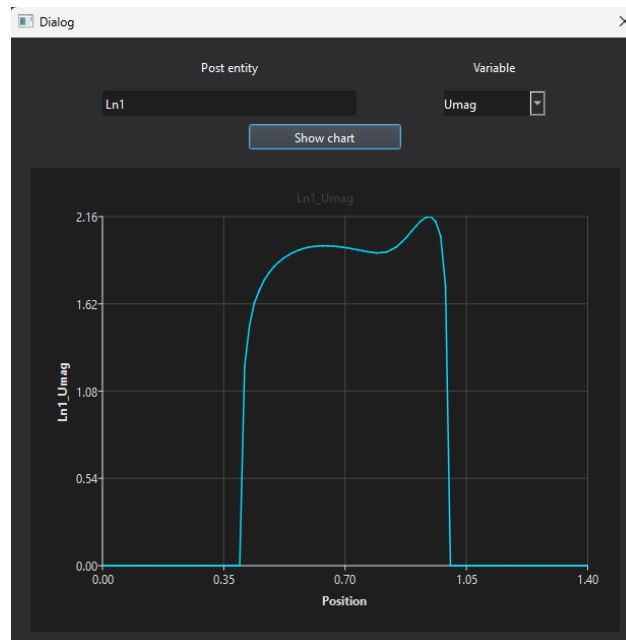 Dialog
Post entity
Variable
Ln1
Umag
Show chart
Ln1_Umag
2.16
1.62
1.08
0.54
0.00
Ln1_Umag
0.00
0.35
0.70
1.05
1.40
Position